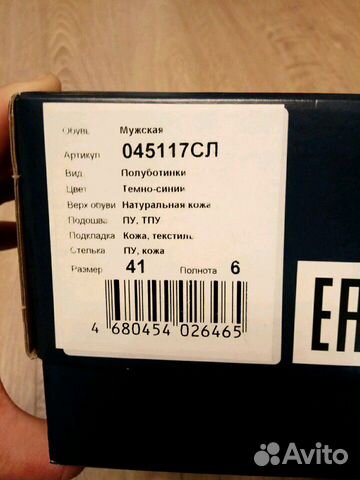 Обувь Мужская
Артикул 045117СЛ
Вид Полуботинки
Цвет Темно-синий
Верх обуви Натуральная кожа
Подошва ПУ, ТПУ
Подкладка Кожа, текстиль
Стелька ПУ, кожа
Размер 41 Полнота 6
4 680454 026465
EAC
Avito